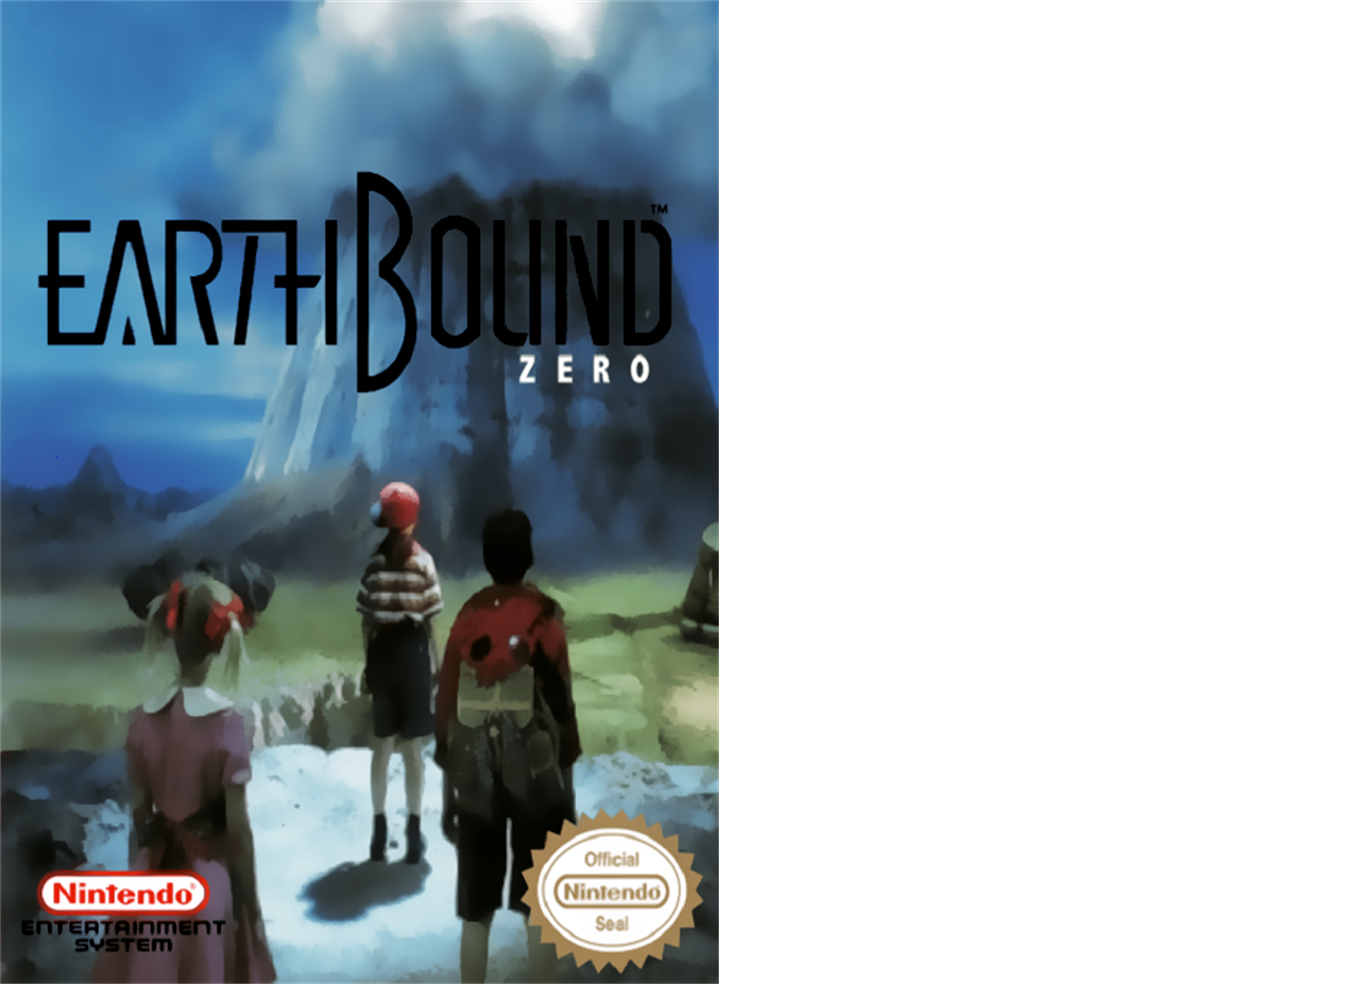 EARTHBOUND™
ZERO
Official
Nintendo
Seal
Nintendo®
ENTERTAINMENT
SYSTEM